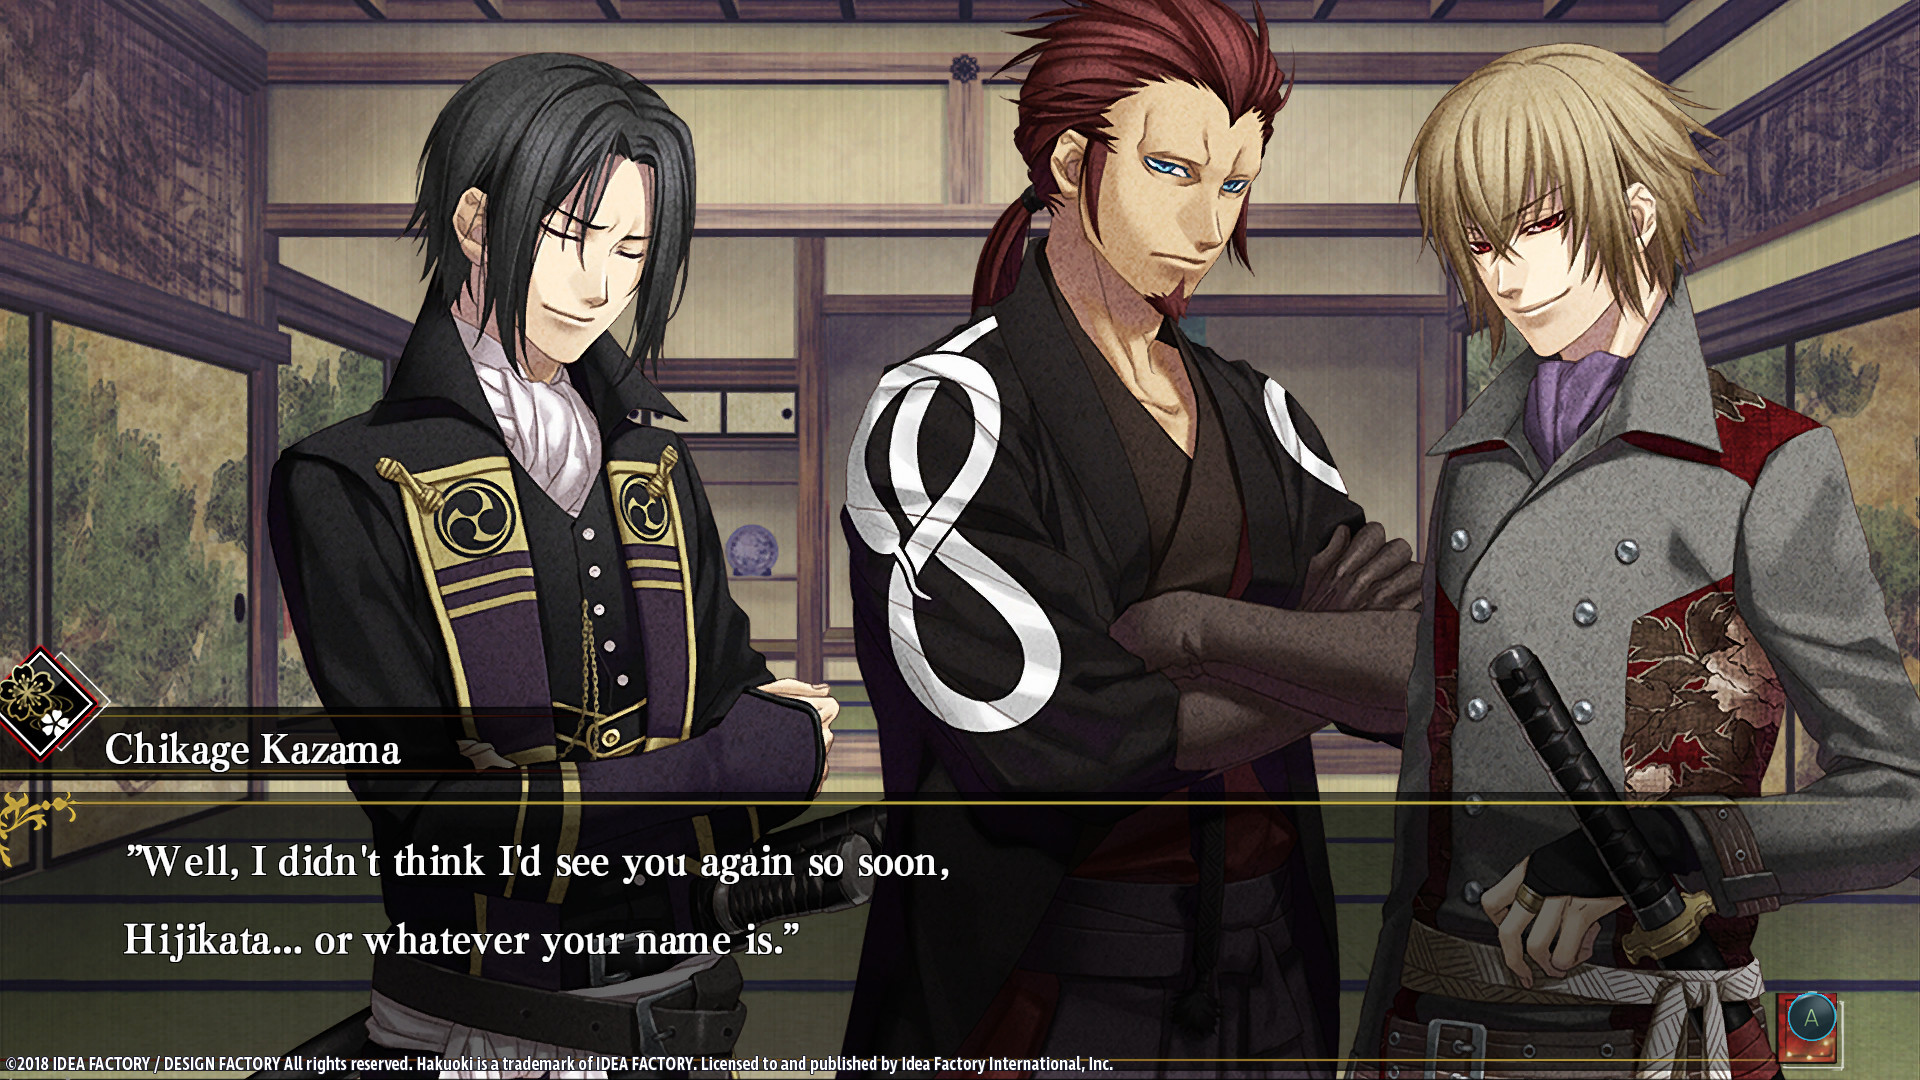 Chikage Kazama
”Well, I didn't think I'd see you again so soon,
Hijikata... or whatever your name is.”
A
©2018 IDEA FACTORY / DESIGN FACTORY All rights reserved. Hakuoki is a trademark of IDEA FACTORY. Licensed to and published by Idea Factory International, Inc.